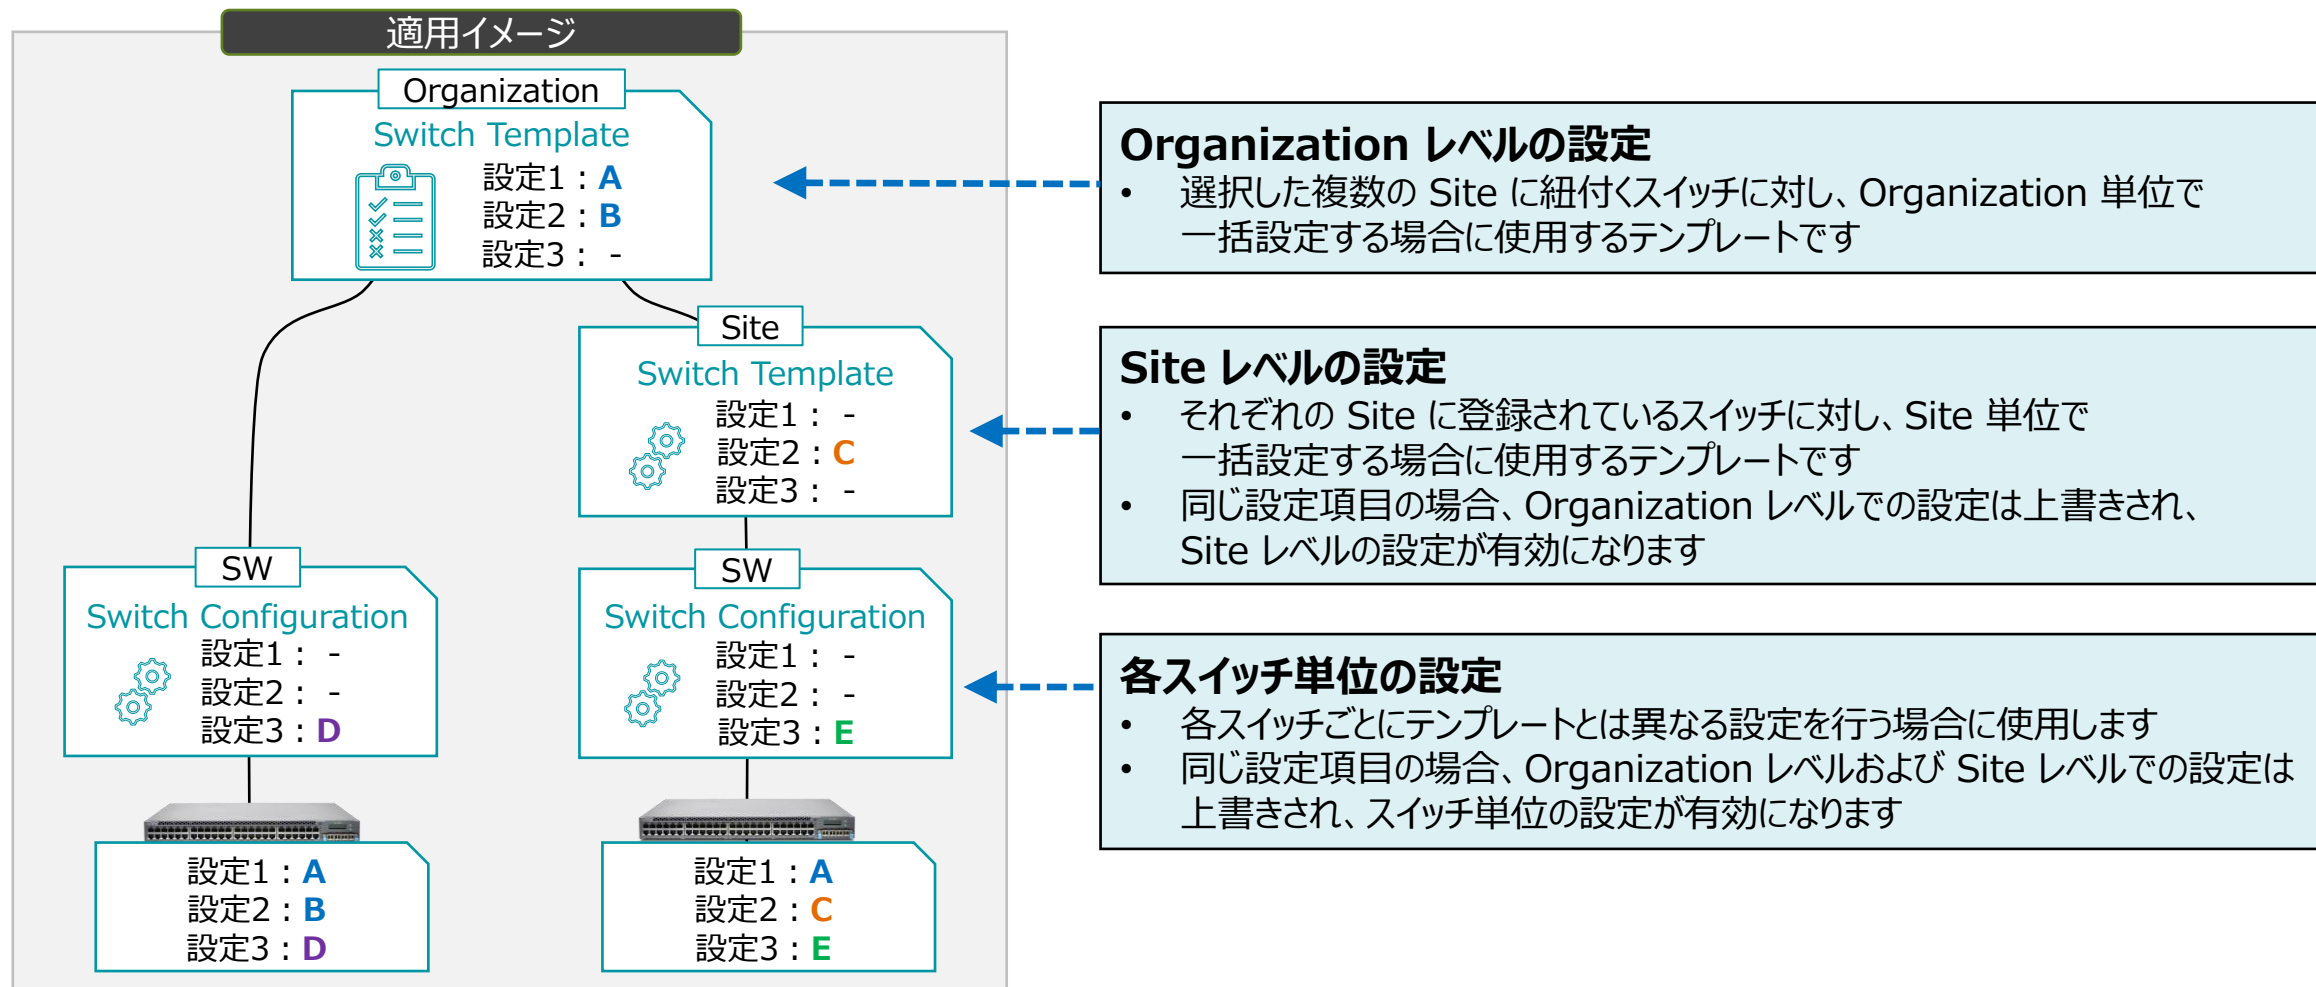 適用イメージ
Organization
Switch Template
設定1：A
設定2：B
設定3： -
Site
Switch Template
設定1： -
設定2：C
設定3： -
SW
Switch Configuration
設定1： -
設定2： -
設定3：D
SW
Switch Configuration
設定1： -
設定2： -
設定3：E
設定1：A
設定2：B
設定3：D
設定1：A
設定2：C
設定3：E
Organization レベルの設定
• 選択した複数の Site に紐付くスイッチに対し、Organization 単位で
一括設定する場合に使用するテンプレートです
Site レベルの設定
• それぞれの Site に登録されているスイッチに対し、Site 単位で
一括設定する場合に使用するテンプレートです
• 同じ設定項目の場合、Organization レベルでの設定は上書きされ、
Site レベルの設定が有効になります
各スイッチ単位の設定
• 各スイッチごとにテンプレートとは異なる設定を行う場合に使用します
• 同じ設定項目の場合、Organization レベルおよび Site レベルでの設定は
上書きされ、スイッチ単位の設定が有効になります